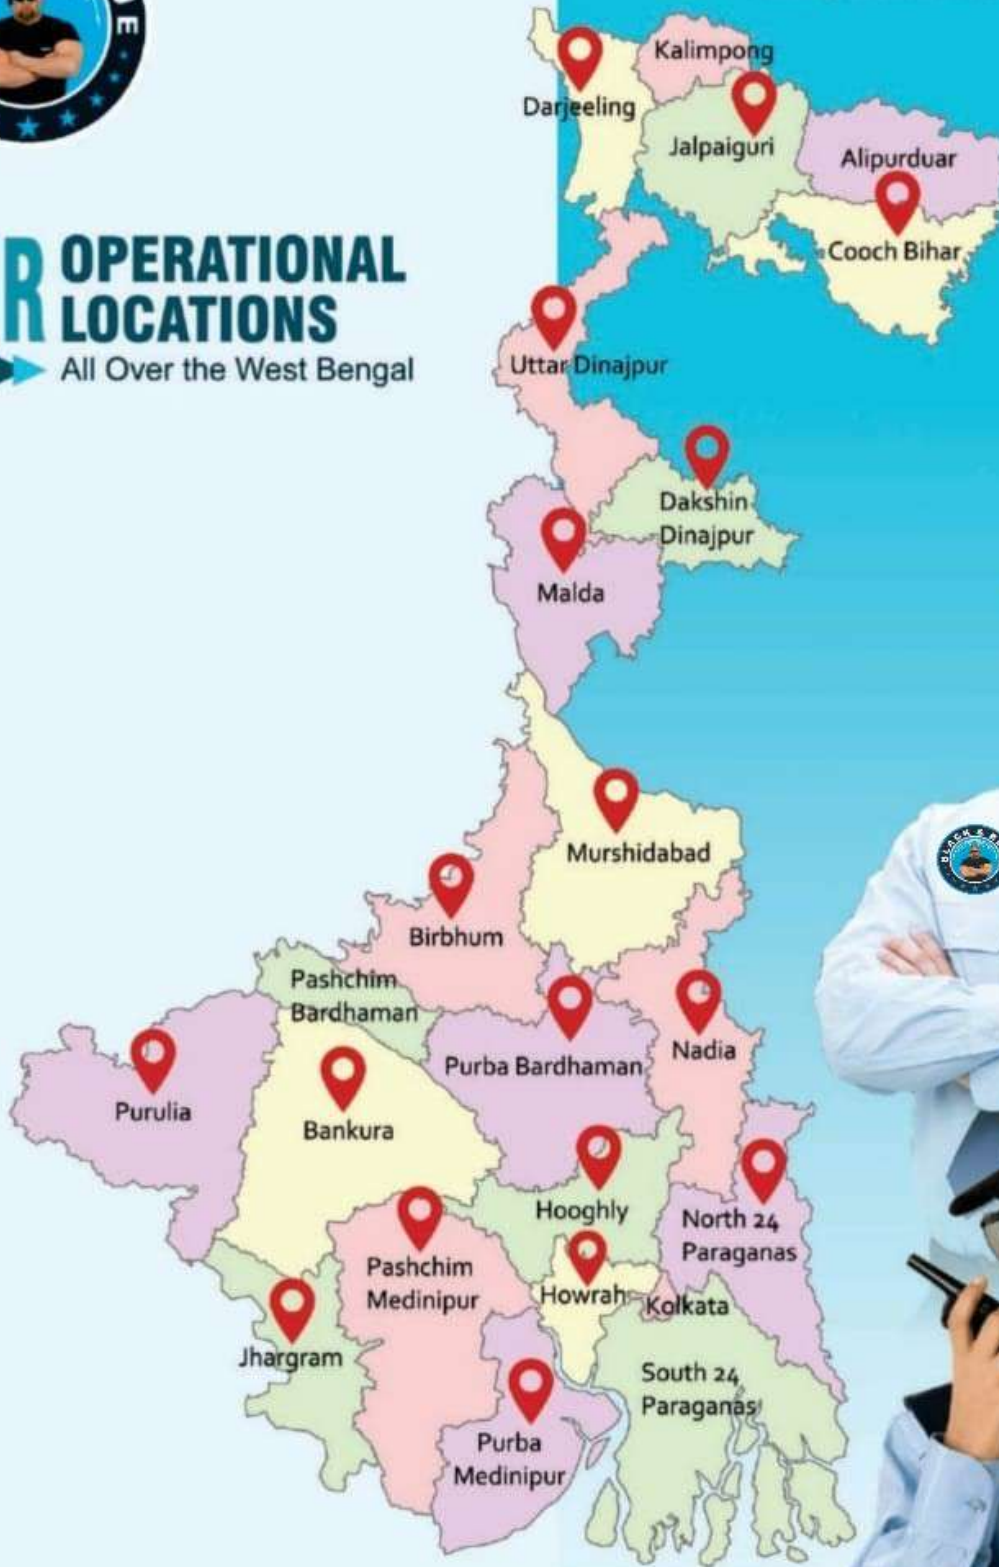 Kalimpong
Darjeeling
Jalpaiguri
Alipurduar
Cooch Bihar
OPERATIONAL
LOCATIONS
All Over the West Bengal
Uttar Dinajpur
Dakshin
Dinajpur
Malda
Murshidabad
Birbhum
Pashchim
Bardhaman
Purba Bardhaman
Nadia
Purulia
Bankura
Hooghly
North 24
Paraganas
Pashchim
Medinipur
Howrah
Kolkata
Jhargram
South 24
Paraganas
Purba
Medinipur